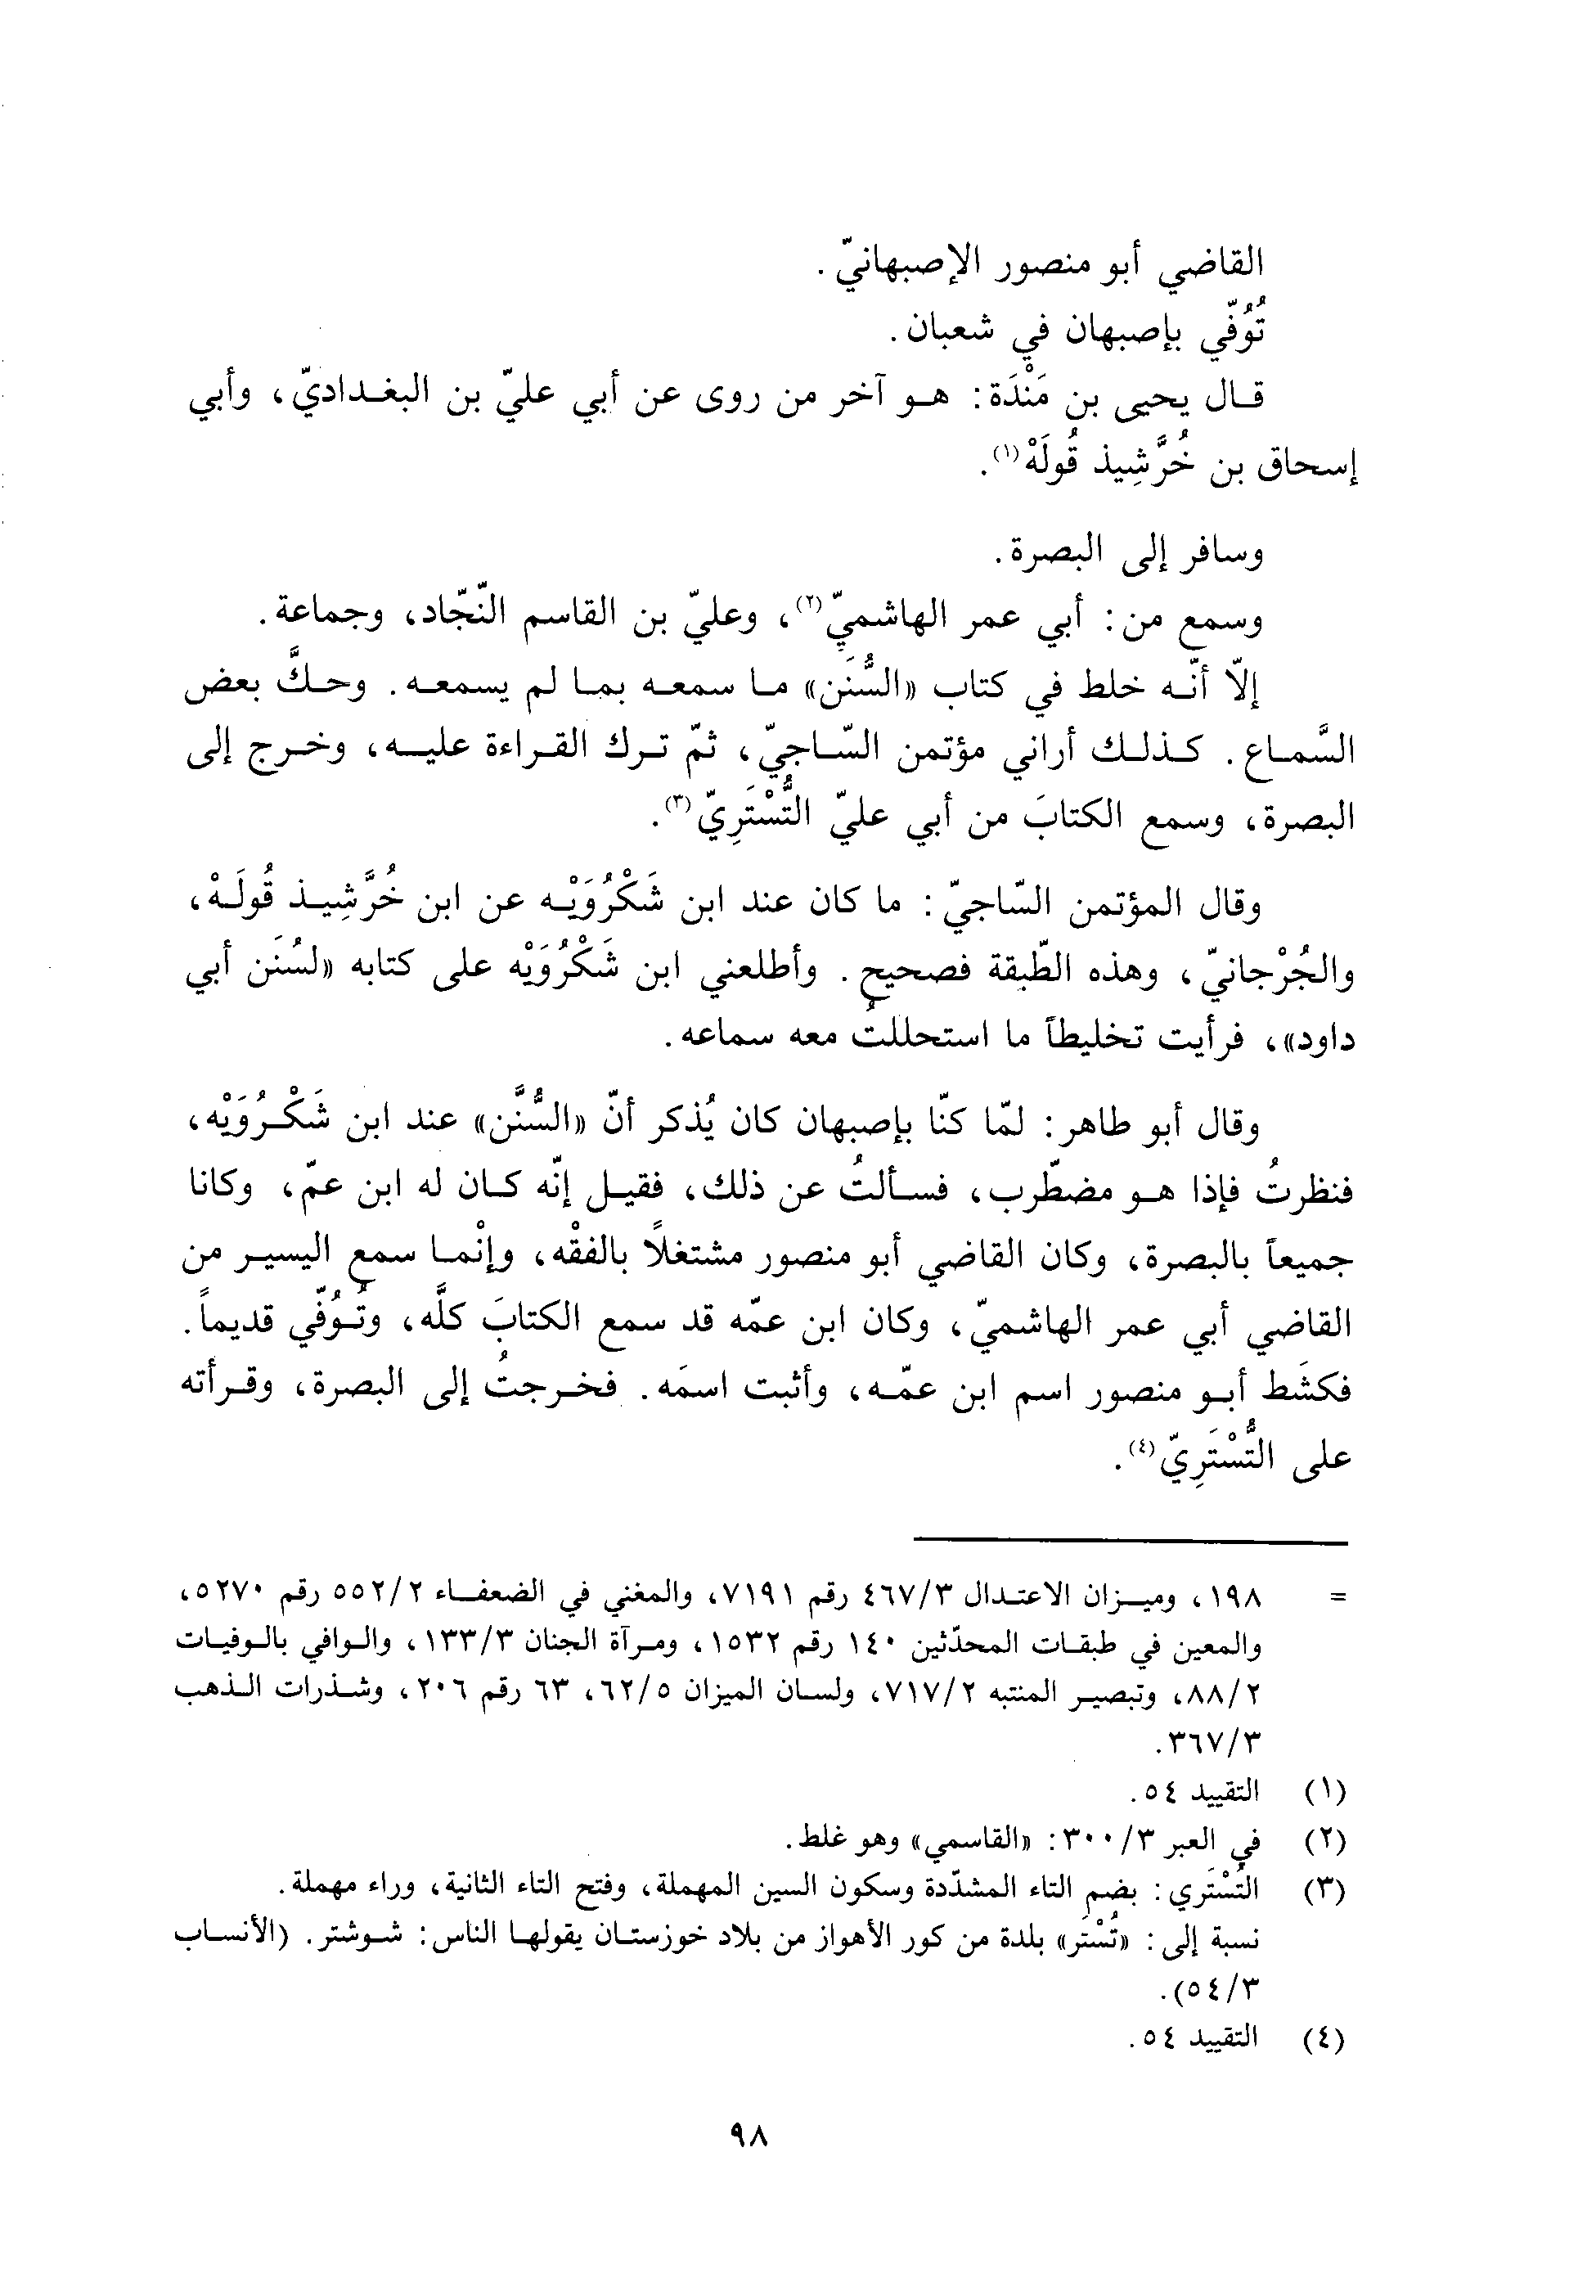 القاضي أبو منصور الإصبهانيّ.
تُوُفّي بإصبهان في شعبان.
قال يحيى بن مَنْدَة: هو آخر من روى عن أبي عليّ بن البغداديّ، وأبي
إسحاق بن خُرَّشِيذ قُولَهْ(١).
وسافر إلى البصرة.
وسمع من: أبي عمر الهاشميّ(٢)، وعليّ بن القاسم النّجّاد، وجماعة.
إلّا أنّه خلط في كتاب «السُّنَن» ما سمعه بما لم يسمعه. وحكَّ بعض
السَّماع. كذلك أراني مؤتمن السّاجيّ، ثمّ ترك القراءة عليه، وخرج إلى
البصرة، وسمع الكتابَ من أبي عليّ التُّسْتَرِيّ(٣).
وقال المؤتمن السّاجيّ: ما كان عند ابن شَكْرُوَيْه عن ابن خُرَّشِيذ قُولَهْ،
والجُرْجانيّ، وهذه الطّبقة فصحيح. وأطلعني ابن شَكْرُوَيْه على كتابه «لسُنَن أبي
داود»، فرأيت تخليطاً ما استحللتُ معه سماعه.
وقال أبو طاهر: لمّا كنّا بإصبهان كان يُذكر أنّ «السُّنَن» عند ابن شَكْرُوَيْه،
فنظرتُ فإذا هو مضطّرب، فسألتُ عن ذلك، فقيل إنّه كان له ابن عمّ، وكانا
جميعاً بالبصرة، وكان القاضي أبو منصور مشتغلاً بالفقْه، وإنْما سمع اليسير من
القاضي أبي عمر الهاشميّ، وكان ابن عمّه قد سمع الكتابَ كلَّه، وتُوُفّي قديماً.
فكشَط أبو منصور اسم ابن عمّه، وأثبت اسمَه. فخرجتُ إلى البصرة، وقرأته
على التُّسْتَرِيّ(٤).
= ١٩٨، وميزان الاعتدال ٤٦٧/٣ رقم ٧١٩١، والمغني في الضعفاء ٥٥٢/٢ رقم ٥٢٧٠،
والمعين في طبقات المحدّثين ١٤٠ رقم ١٥٣٢، ومرآة الجنان ١٣٣/٣، والوافي بالوفيات
٨٨/٢، وتبصير المنتبه ٧١٧/٢، ولسان الميزان ٦٢/٥، ٦٣ رقم ٢٠٦، وشذرات الذهب
٣٦٧/٣.
(١) التقييد ٥٤.
(٢) في العبر ٣٠٠/٣: «القاسمي» وهو غلط.
(٣) التُسْتَري: بضم التاء المشدّدة وسكون السين المهملة، وفتح التاء الثانية، وراء مهملة.
نسبة إلى: «تُسْتَر» بلدة من كور الأهواز من بلاد خوزستان يقولها الناس: شوشتر. (الأنساب
٥٤/٣).
(٤) التقييد ٥٤.
٩٨